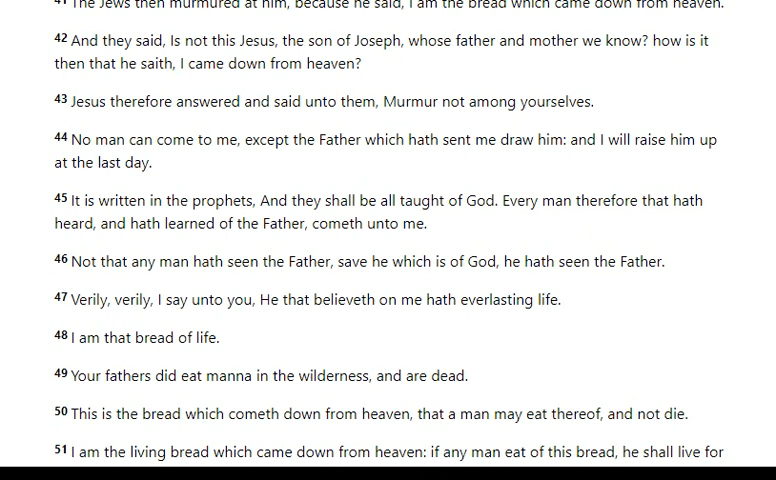 41 The Jews then murmured at him, because he said, I am the bread which came down from heaven.
42 And they said, Is not this Jesus, the son of Joseph, whose father and mother we know? how is it
then that he saith, I came down from heaven?
43 Jesus therefore answered and said unto them, Murmur not among yourselves.
44 No man can come to me, except the Father which hath sent me draw him: and I will raise him up
at the last day.
45 It is written in the prophets, And they shall be all taught of God. Every man therefore that hath
heard, and hath learned of the Father, cometh unto me.
46 Not that any man hath seen the Father, save he which is of God, he hath seen the Father.
47 Verily, verily, I say unto you, He that believeth on me hath everlasting life.
48 I am that bread of life.
49 Your fathers did eat manna in the wilderness, and are dead.
50 This is the bread which cometh down from heaven, that a man may eat thereof, and not die.
51 I am the living bread which came down from heaven: if any man eat of this bread, he shall live for